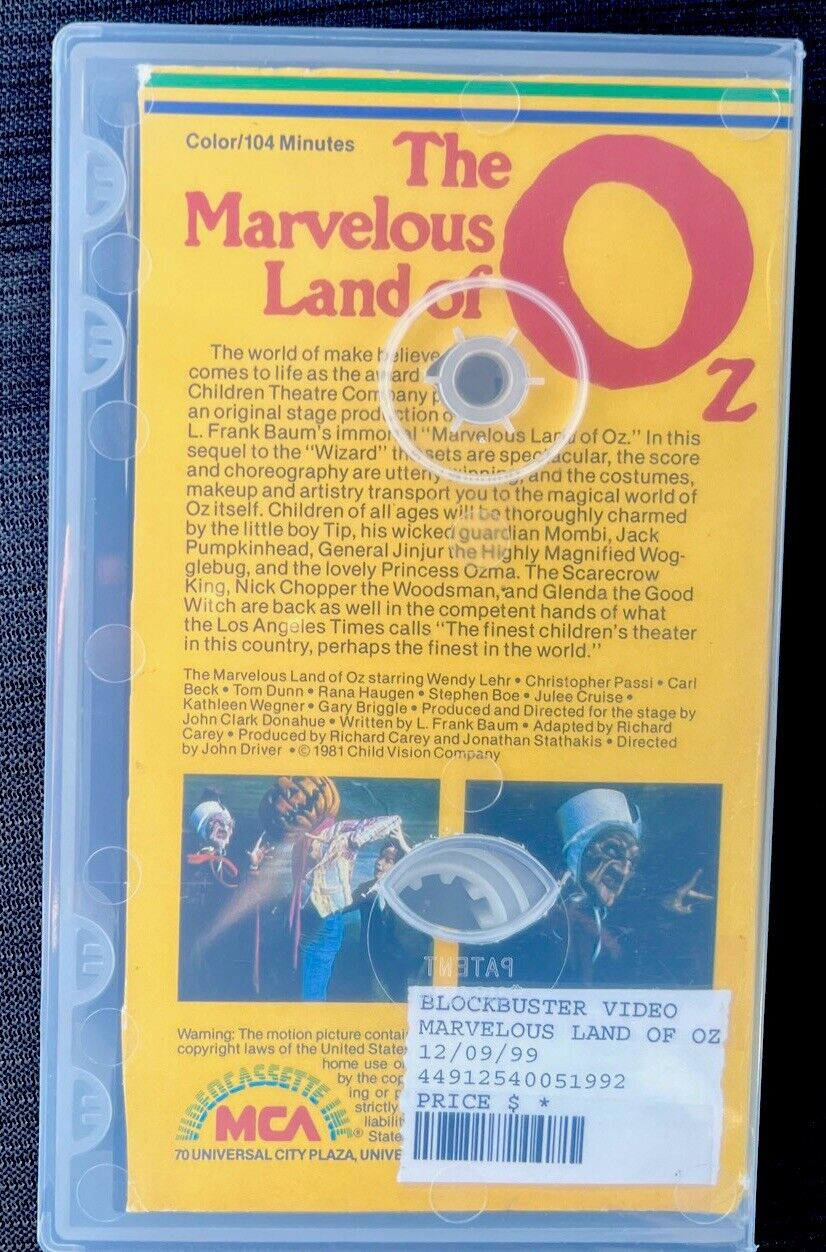 Color/104 Minutes
The
Marvelous
Land of
Oz
The world of make believe
comes to life as the award
Children Theatre Company p
an original stage production o
L. Frank Baum's immortal "Marvelous Land of Oz." In this
sequel to the "Wizard" the sets are spectacular, the score
and choreography are utterly winning, and the costumes,
makeup and artistry transport you to the magical world of
Oz itself. Children of all ages will be thoroughly charmed
by the little boy Tip, his wicked guardian Mombi, Jack
Pumpkinhead, General Jinjur the Highly Magnified Wog-
glebug, and the lovely Princess Ozma. The Scarecrow
King, Nick Chopper the Woodsman, and Glenda the Good
Witch are back as well in the competent hands of what
the Los Angeles Times calls "The finest children's theater
in this country, perhaps the finest in the world."
The Marvelous Land of Oz starring Wendy Lehr • Christopher Passi • Carl
Beck • Tom Dunn • Rana Haugen • Stephen Boe • Julee Cruise •
Kathleen Wegner • Gary Briggle • Produced and Directed for the stage by
John Clark Donahue • Written by L. Frank Baum • Adapted by Richard
Carey • Produced by Richard Carey and Jonathan Stathakis • Directed
by John Driver • © 1981 Child Vision Company
PATENT
BLOCKBUSTER VIDEO
MARVELOUS LAND OF OZ
12/09/99
44912540051992
PRICE $ *
Warning: The motion picture contai
copyright laws of the United State
home use o
by the cop
ing or p
strictly
liabilit
State
VIDEOCASSETTE
MCA ®
70 UNIVERSAL CITY PLAZA, UNIVE